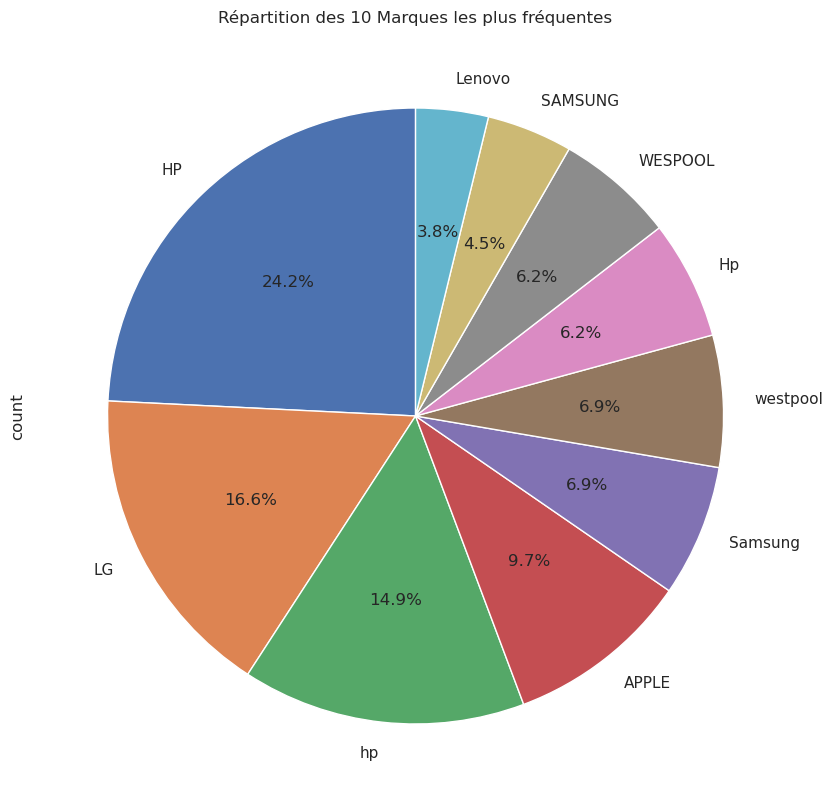 Répartition des 10 Marques les plus fréquentes
Lenovo
SAMSUNG
WESPOOL
HP
Hp
3.8%
4.5%
6.2%
24.2%
6.2%
westpool
6.9%
count
6.9%
16.6%
Samsung
9.7%
LG
14.9%
APPLE
hp